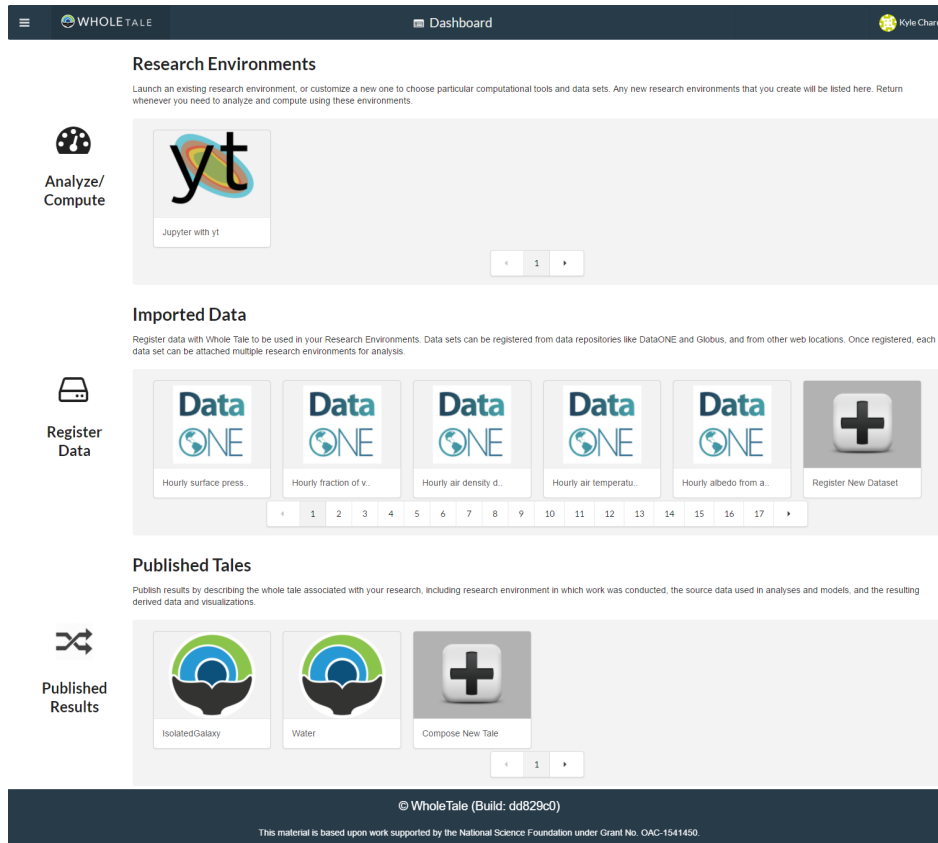 WHOLETALE
Dashboard
Kyle Chard
Research Environments
Launch an existing research environment, or customize a new one to choose particular computational tools and data sets. Any new research environments that you create will be listed here. Return
whenever you need to analyze and compute using these environments.
Analyze/
Compute
yt
Jupyter with yt
1
Imported Data
Register data with Whole Tale to be used in your Research Environments. Data sets can be registered from data repositories like DataONE and Globus, and from other web locations. Once registered, each
data set can be attached multiple research environments for analysis.
Register
Data
Data ONE
Data ONE
Data ONE
Data ONE
Data ONE
Hourly surface press..
Hourly fraction of v..
Hourly air density d..
Hourly air temperatu..
Hourly albedo from a..
Register New Dataset
1 2 3 4 5 6 7 8 9 10 11 12 13 14 15 16 17
Published Tales
Publish results by describing the whole tale associated with your research, including research environment in which work was conducted, the source data used in analyses and models, and the resulting
derived data and visualizations.
Published
Results
IsolatedGalaxy
Water
Compose New Tale
1
© WholeTale (Build: dd829c0)
This material is based upon work supported by the National Science Foundation under Grant No. OAC-1541450.